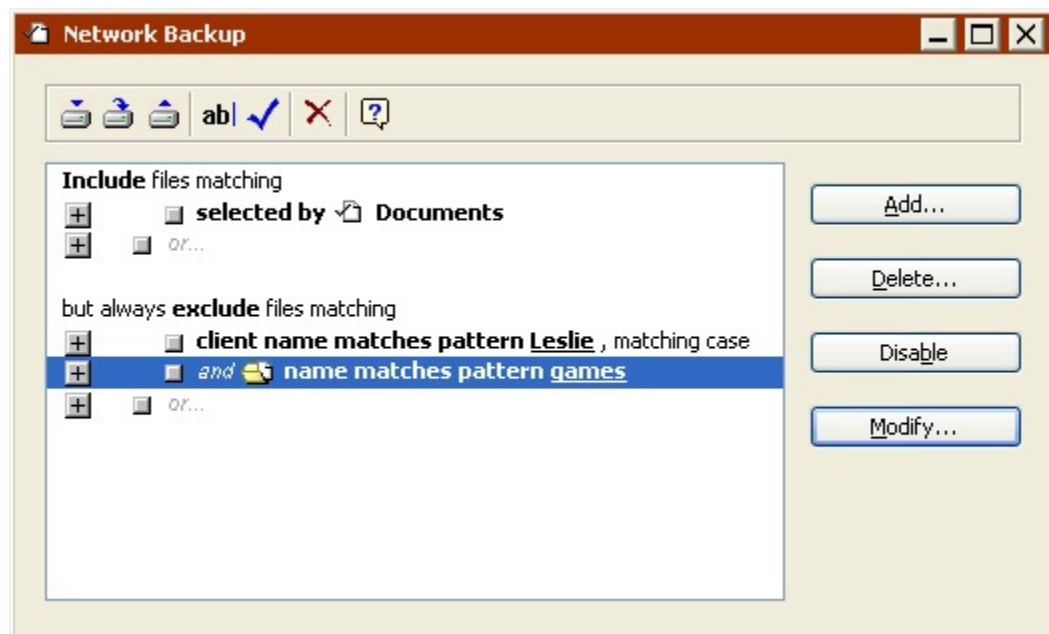 Network Backup
ab
Include files matching
selected by Documents
or...
but always exclude files matching
client name matches pattern Leslie , matching case
and name matches pattern games
or...
Add...
Delete...
Disable
Modify...